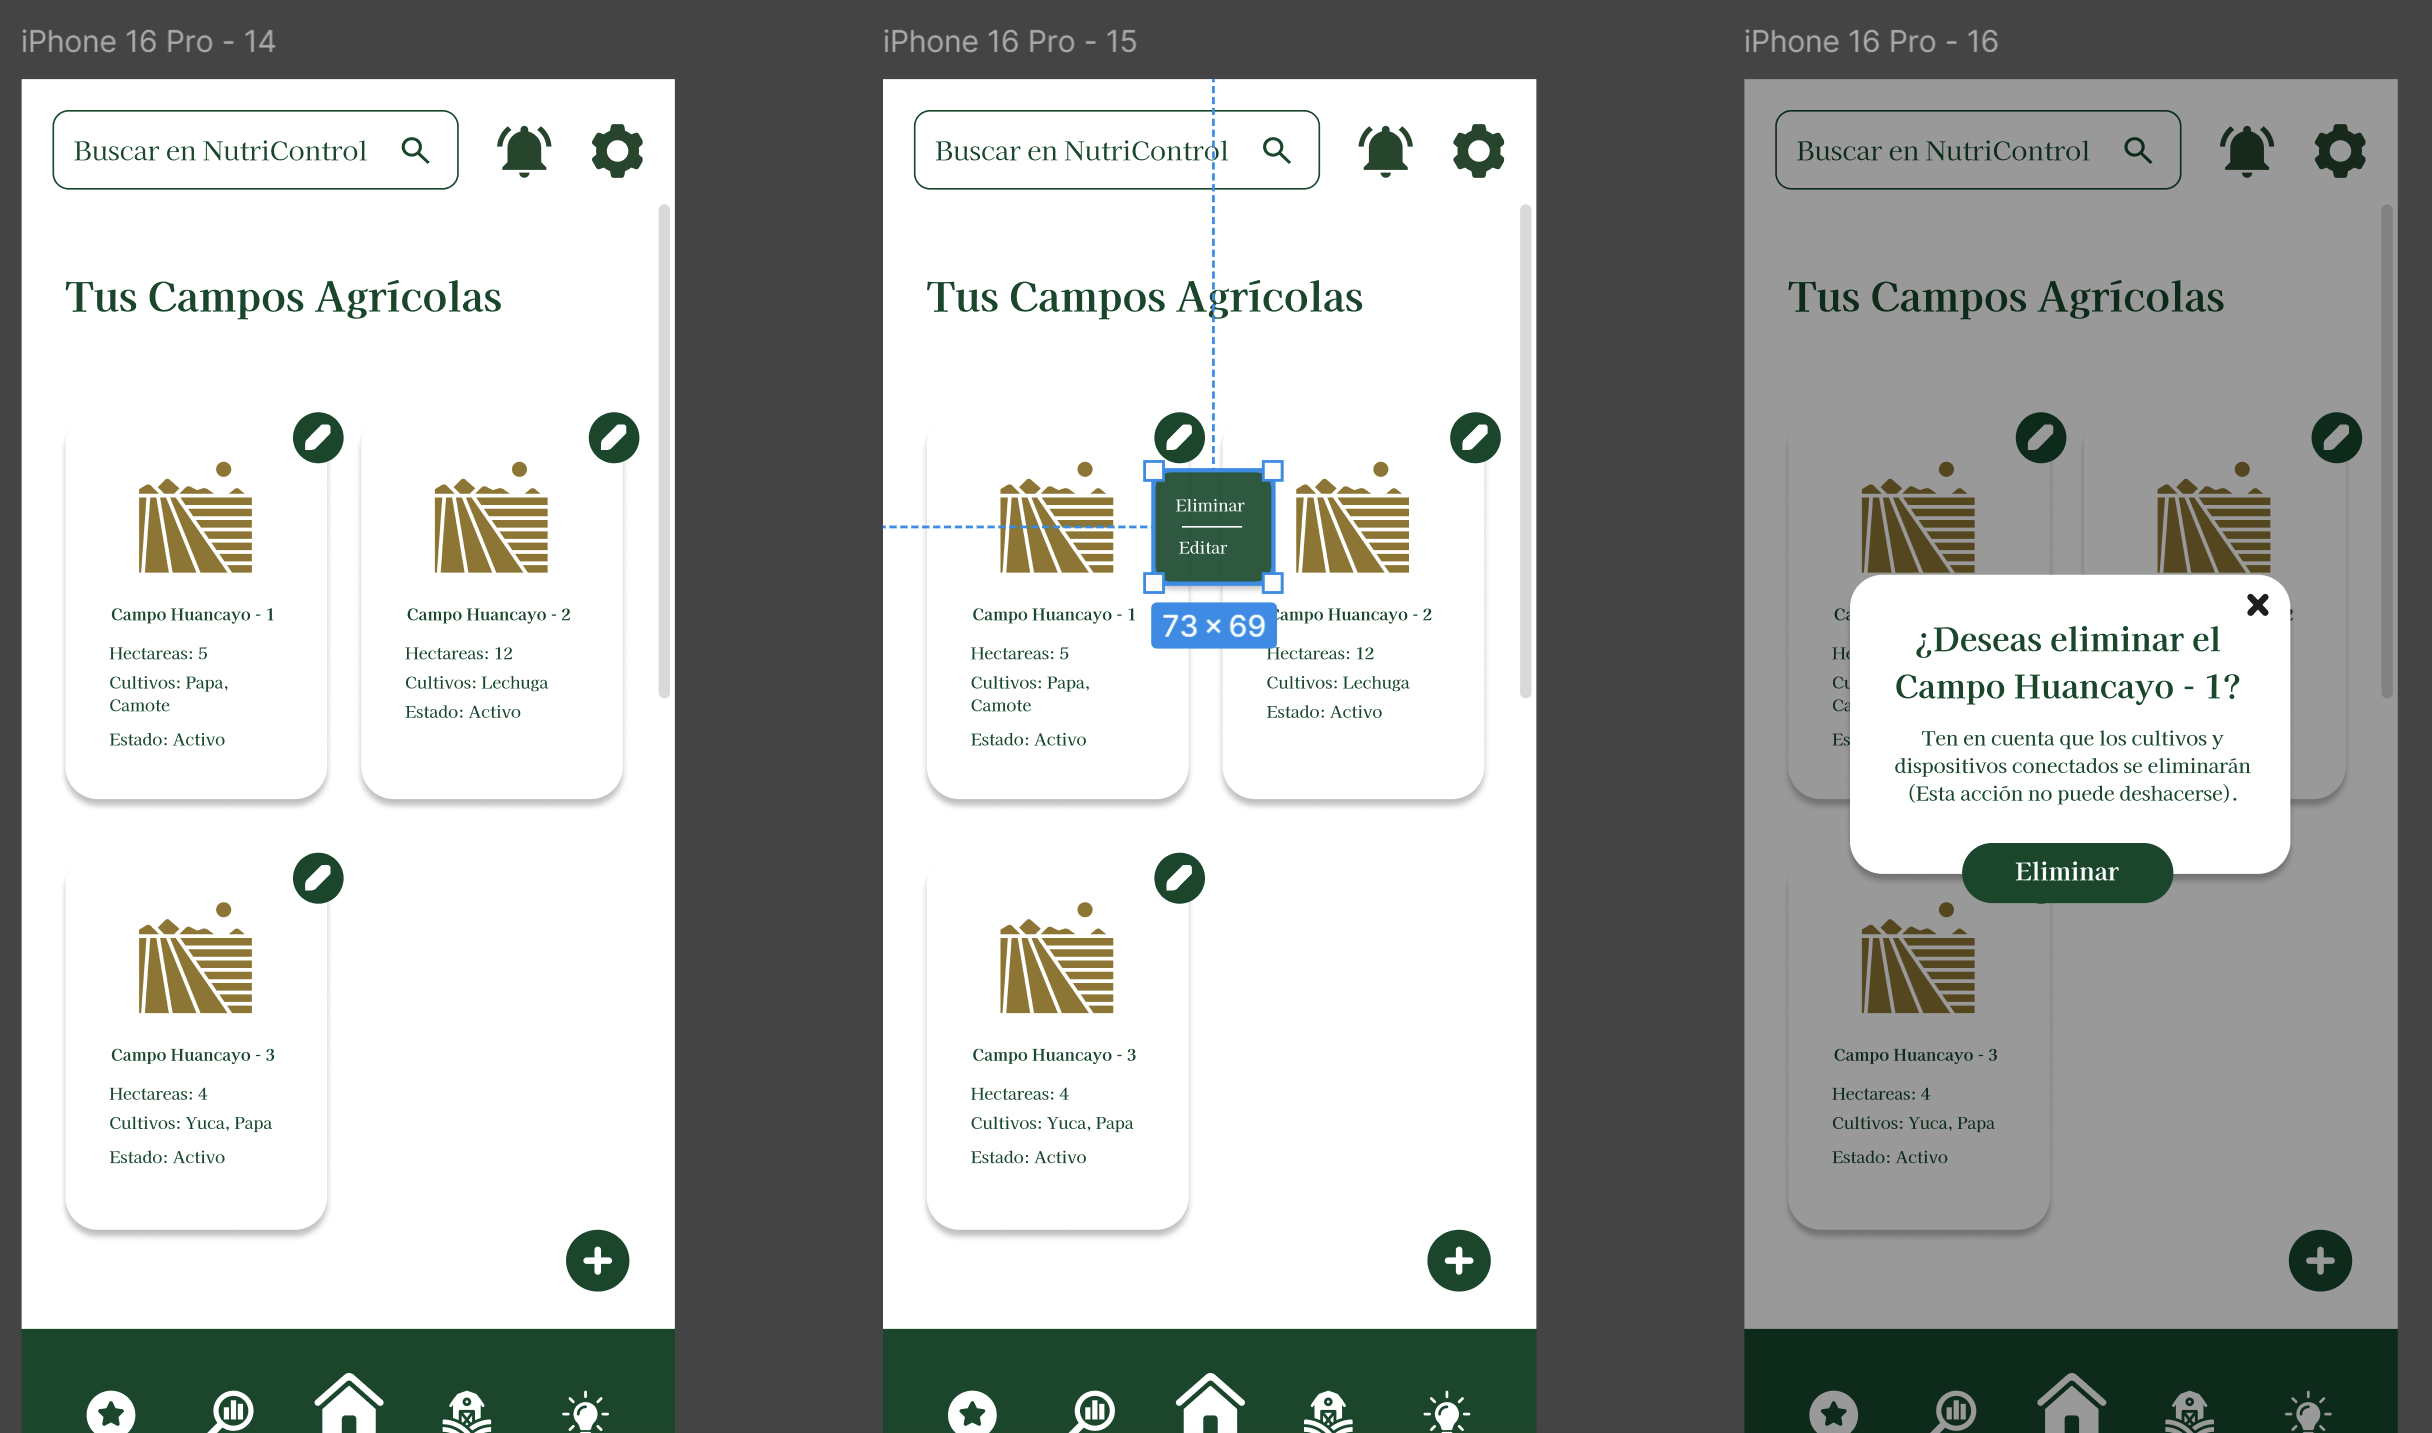 iPhone 16 Pro - 14
Buscar en NutriControl
Tus Campos Agrícolas
Campo Huancayo - 1
Hectareas: 5
Cultivos: Papa,
Camote
Estado: Activo
Campo Huancayo - 2
Hectareas: 12
Cultivos: Lechuga
Estado: Activo
Campo Huancayo - 3
Hectareas: 4
Cultivos: Yuca, Papa
Estado: Activo
iPhone 16 Pro - 15
Buscar en NutriControl
Tus Campos Agrícolas
Eliminar
Editar
73 × 69
Campo Huancayo - 1
Hectareas: 5
Cultivos: Papa,
Camote
Estado: Activo
Campo Huancayo - 2
Hectareas: 12
Cultivos: Lechuga
Estado: Activo
Campo Huancayo - 3
Hectareas: 4
Cultivos: Yuca, Papa
Estado: Activo
iPhone 16 Pro - 16
Buscar en NutriControl
Tus Campos Agrícolas
¿Deseas eliminar el
Campo Huancayo - 1?
Ten en cuenta que los cultivos y
dispositivos conectados se eliminarán
(Esta acción no puede deshacerse).
Eliminar
Campo Huancayo - 3
Hectareas: 4
Cultivos: Yuca, Papa
Estado: Activo